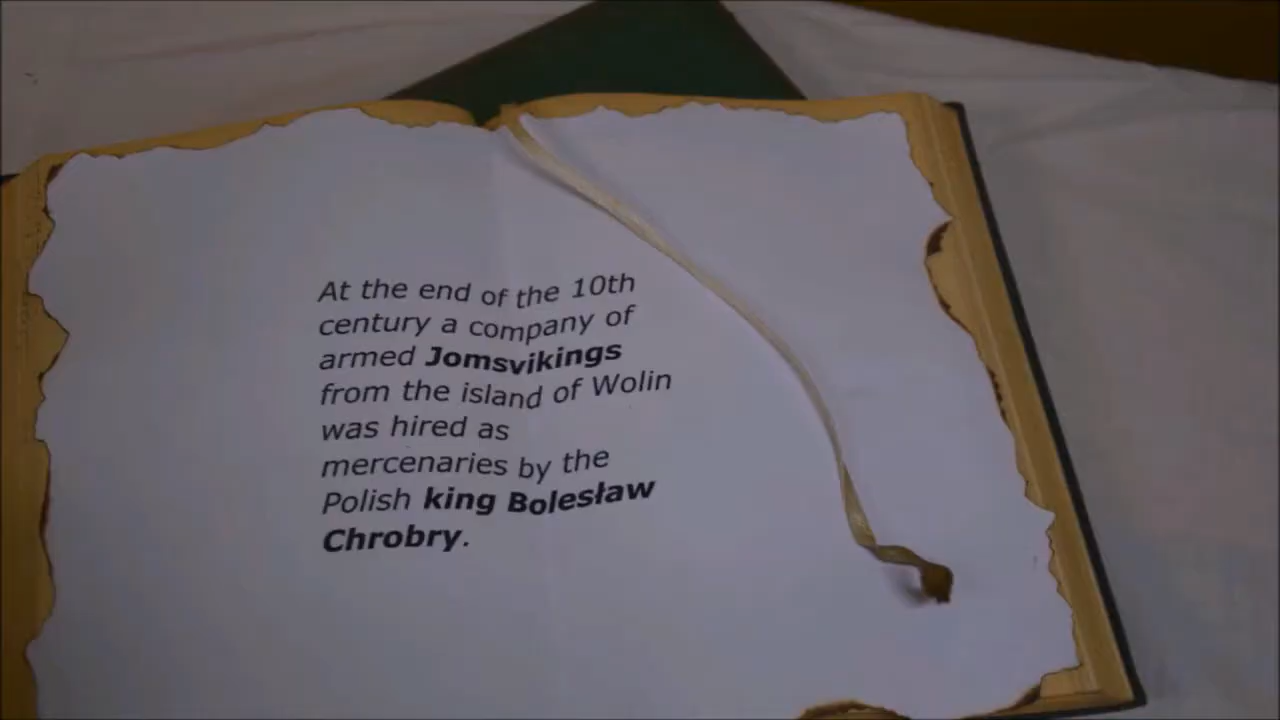 At the end of the 10th
century a company of
armed Jomsvikings
from the island of Wolin
was hired as
mercenaries by the
Polish king Bolesław
Chrobry.